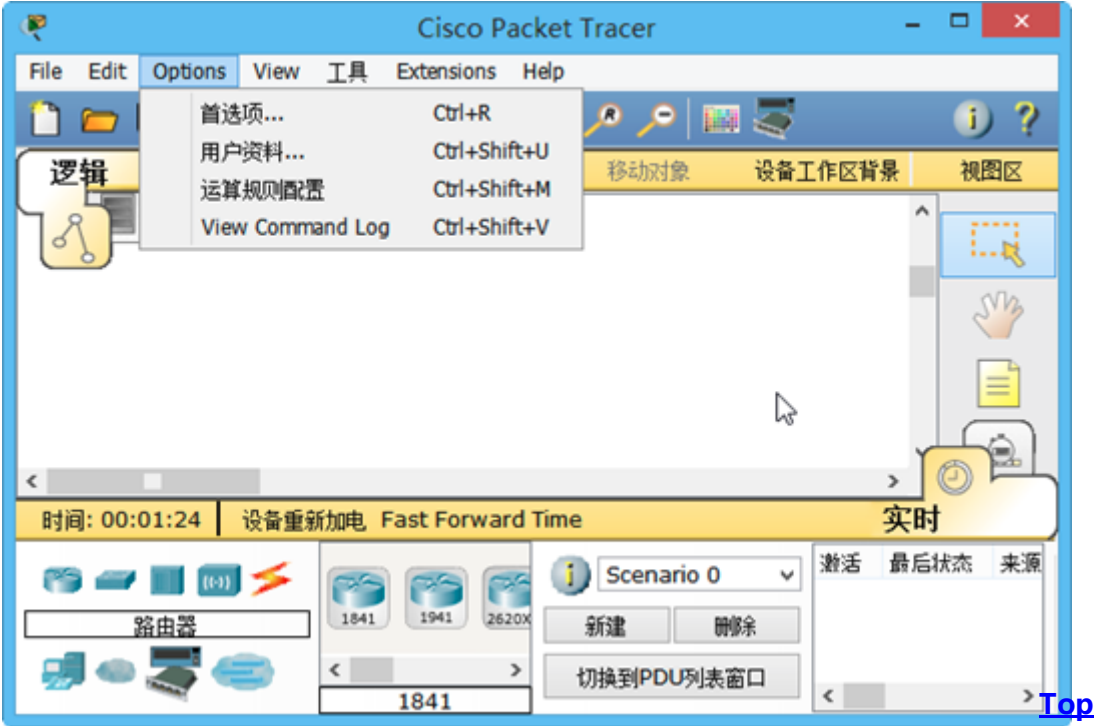 Cisco Packet Tracer
File Edit Options View 工具 Extensions Help
首选项... Ctrl+R
用户资料... Ctrl+Shift+U
运算规则配置 Ctrl+Shift+M
View Command Log Ctrl+Shift+V
逻辑 移动对象 设备工作区背景 视图区
时间: 00:01:24 设备重新加电 Fast Forward Time 实时
激活 最后状态 来源
Scenario 0
1841 1941 2620X
路由器
新建 删除
切换到PDU列表窗口
1841
Top